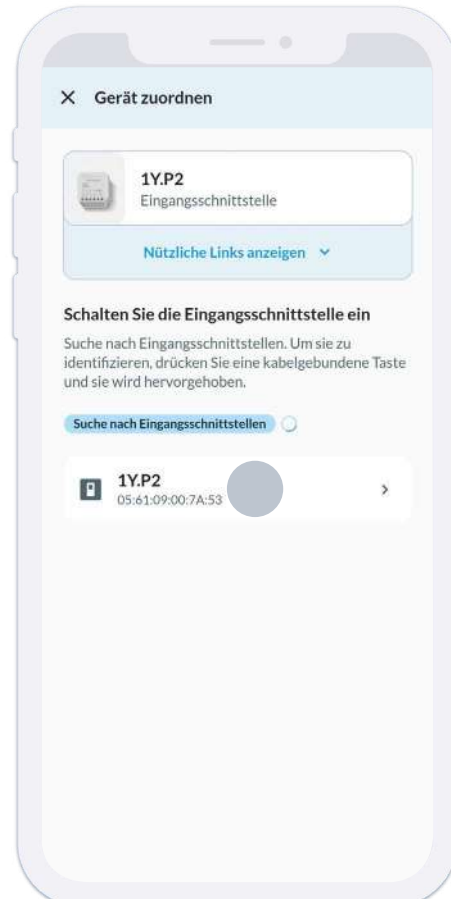 Gerät zuordnen
1Y.P2
Eingangsschnittstelle
Nützliche Links anzeigen
Schalten Sie die Eingangsschnittstelle ein
Suche nach Eingangsschnittstellen. Um sie zu
identifizieren, drücken Sie eine kabelgebundene Taste
und sie wird hervorgehoben.
Suche nach Eingangsschnittstellen
1Y.P2
05:61:09:00:7A:53